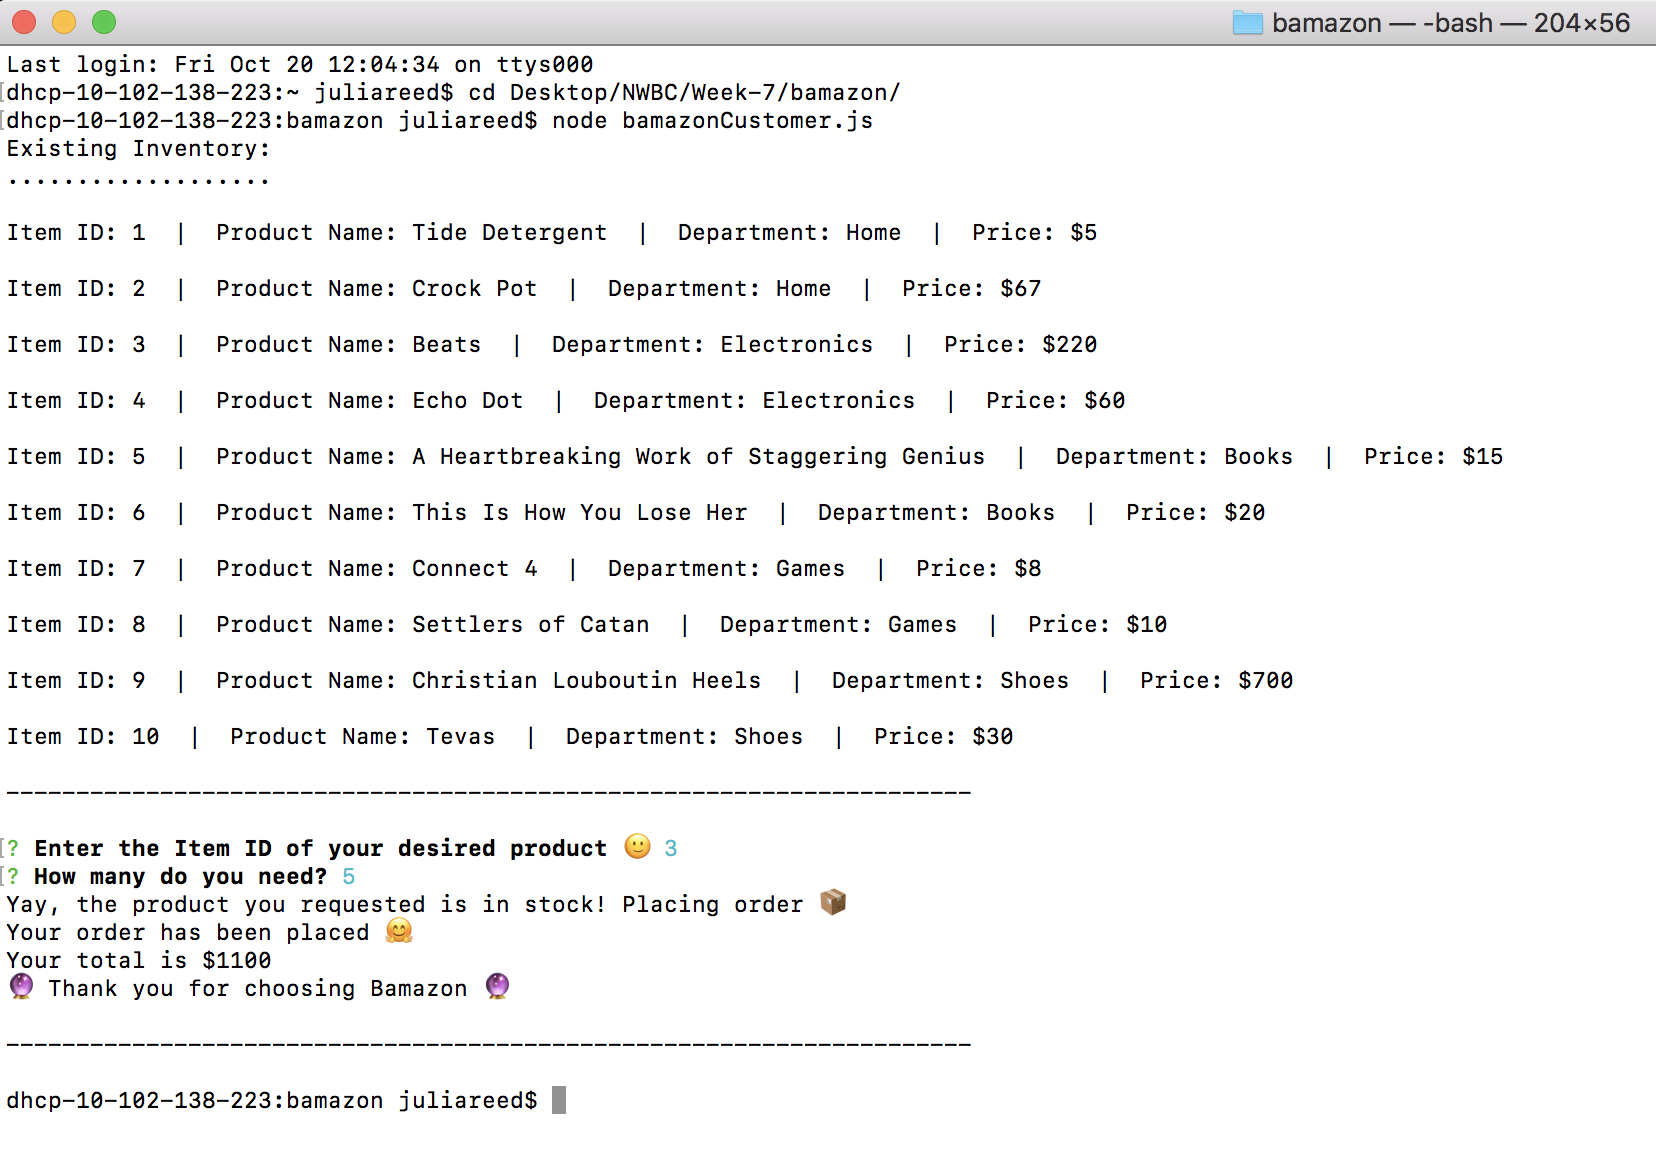 bamazon — -bash — 204×56
Last login: Fri Oct 20 12:04:34 on ttys000
[dhcp-10-102-138-223:~ juliareed$ cd Desktop/NWBC/Week-7/bamazon/
[dhcp-10-102-138-223:bamazon juliareed$ node bamazonCustomer.js
Existing Inventory:
...................
Item ID: 1  |  Product Name: Tide Detergent  |  Department: Home  |  Price: $5
Item ID: 2  |  Product Name: Crock Pot  |  Department: Home  |  Price: $67
Item ID: 3  |  Product Name: Beats  |  Department: Electronics  |  Price: $220
Item ID: 4  |  Product Name: Echo Dot  |  Department: Electronics  |  Price: $60
Item ID: 5  |  Product Name: A Heartbreaking Work of Staggering Genius  |  Department: Books  |  Price: $15
Item ID: 6  |  Product Name: This Is How You Lose Her  |  Department: Books  |  Price: $20
Item ID: 7  |  Product Name: Connect 4  |  Department: Games  |  Price: $8
Item ID: 8  |  Product Name: Settlers of Catan  |  Department: Games  |  Price: $10
Item ID: 9  |  Product Name: Christian Louboutin Heels  |  Department: Shoes  |  Price: $700
Item ID: 10  |  Product Name: Tevas  |  Department: Shoes  |  Price: $30
---------------------------------------------------------------------
[? Enter the Item ID of your desired product 🙂 3
[? How many do you need? 5
Yay, the product you requested is in stock! Placing order 📦
Your order has been placed 🤗
Your total is $1100
🔮 Thank you for choosing Bamazon 🔮
---------------------------------------------------------------------
dhcp-10-102-138-223:bamazon juliareed$